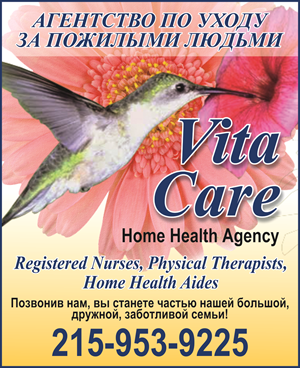 АГЕНТСТВО ПО УХОДУ
ЗА ПОЖИЛЫМИ ЛЮДЬМИ
Vita
Care
Home Health Agency
Registered Nurses, Physical Therapists,
Home Health Aides
Позвонив нам, вы станете частью нашей большой,
дружной, заботливой семьи!
215-953-9225